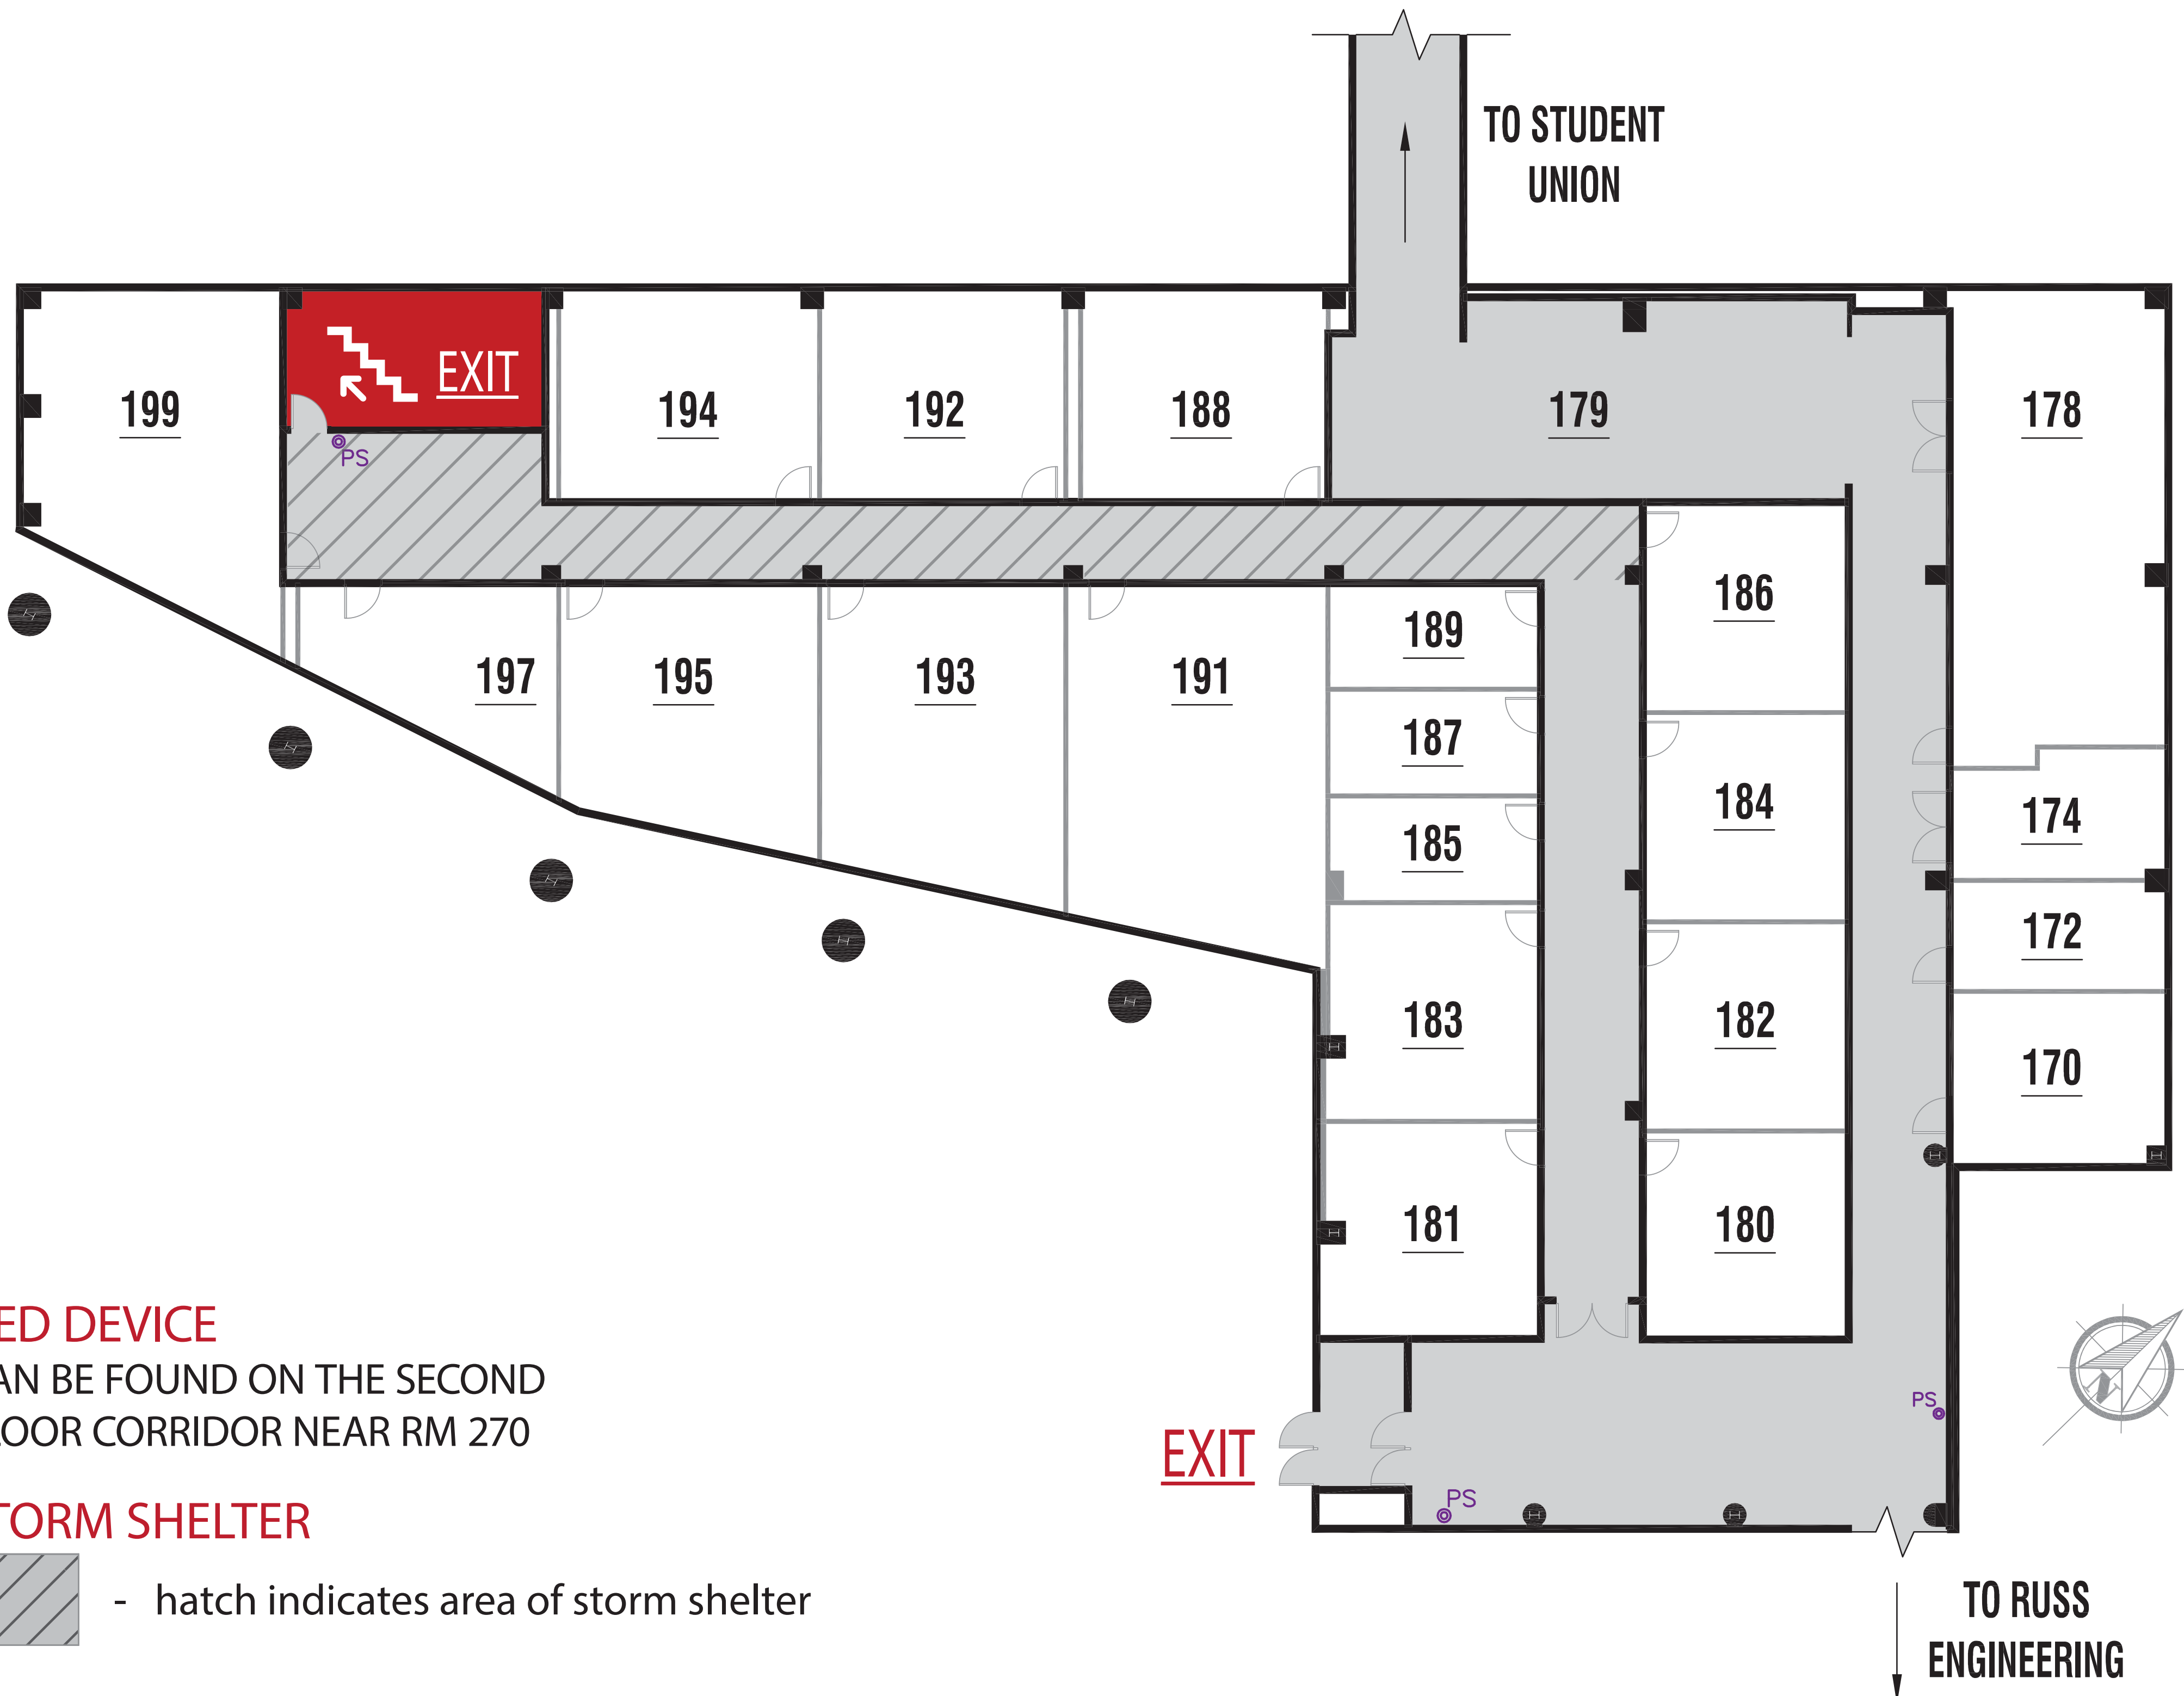 TO STUDENT
UNION
EXIT
199
194
192
188
179
178
PS
186
189
197
195
193
191
187
184
185
174
172
183
182
170
181
180
ED DEVICE
AN BE FOUND ON THE SECOND
OOR CORRIDOR NEAR RM 270
PS
EXIT
PS
TORM SHELTER
- hatch indicates area of storm shelter
TO RUSS
ENGINEERING